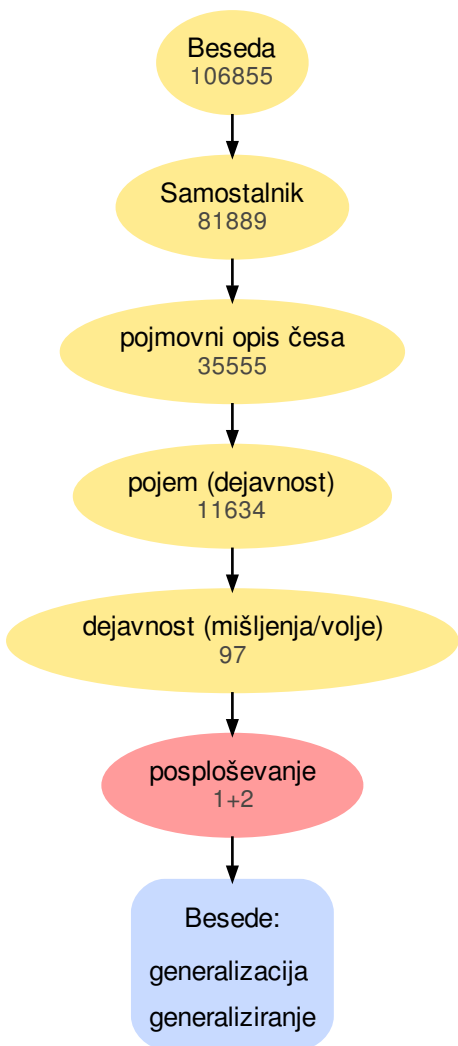 Beseda
106855
Samostalnik
81889
pojmovni opis česa
35555
pojem (dejavnost)
11634
dejavnost (mišljenja/volje)
97
posploševanje
1+2
Besede:
generalizacija
generaliziranje